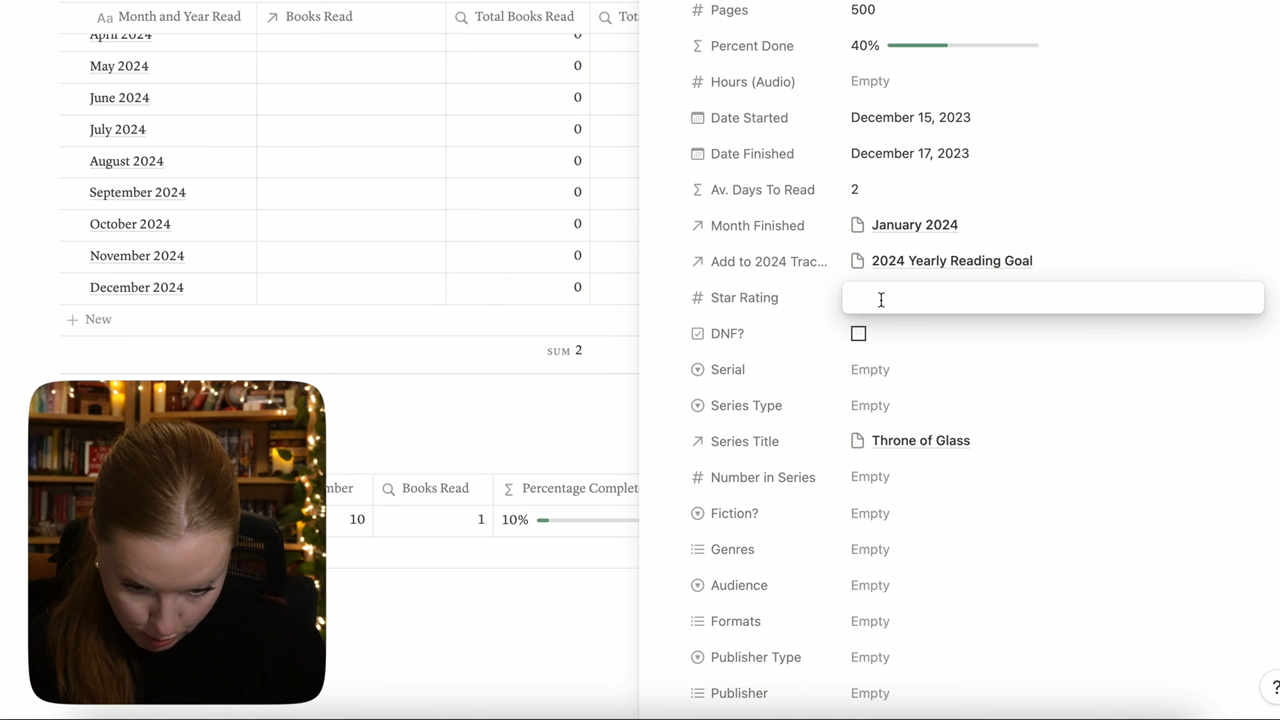 Month and Year Read Books Read Total Books Read Tot
April 2024 0
May 2024 0
June 2024 0
July 2024 0
August 2024 0
September 2024 0
October 2024 0
November 2024 0
December 2024 0
+ New
SUM 2
mber Books Read Percentage Complet
10 1 10%
Pages 500
Percent Done 40%
Hours (Audio) Empty
Date Started December 15, 2023
Date Finished December 17, 2023
Av. Days To Read 2
Month Finished January 2024
Add to 2024 Trac... 2024 Yearly Reading Goal
Star Rating
DNF?
Serial Empty
Series Type Empty
Series Title Throne of Glass
Number in Series Empty
Fiction? Empty
Genres Empty
Audience Empty
Formats Empty
Publisher Type Empty
Publisher Empty
?